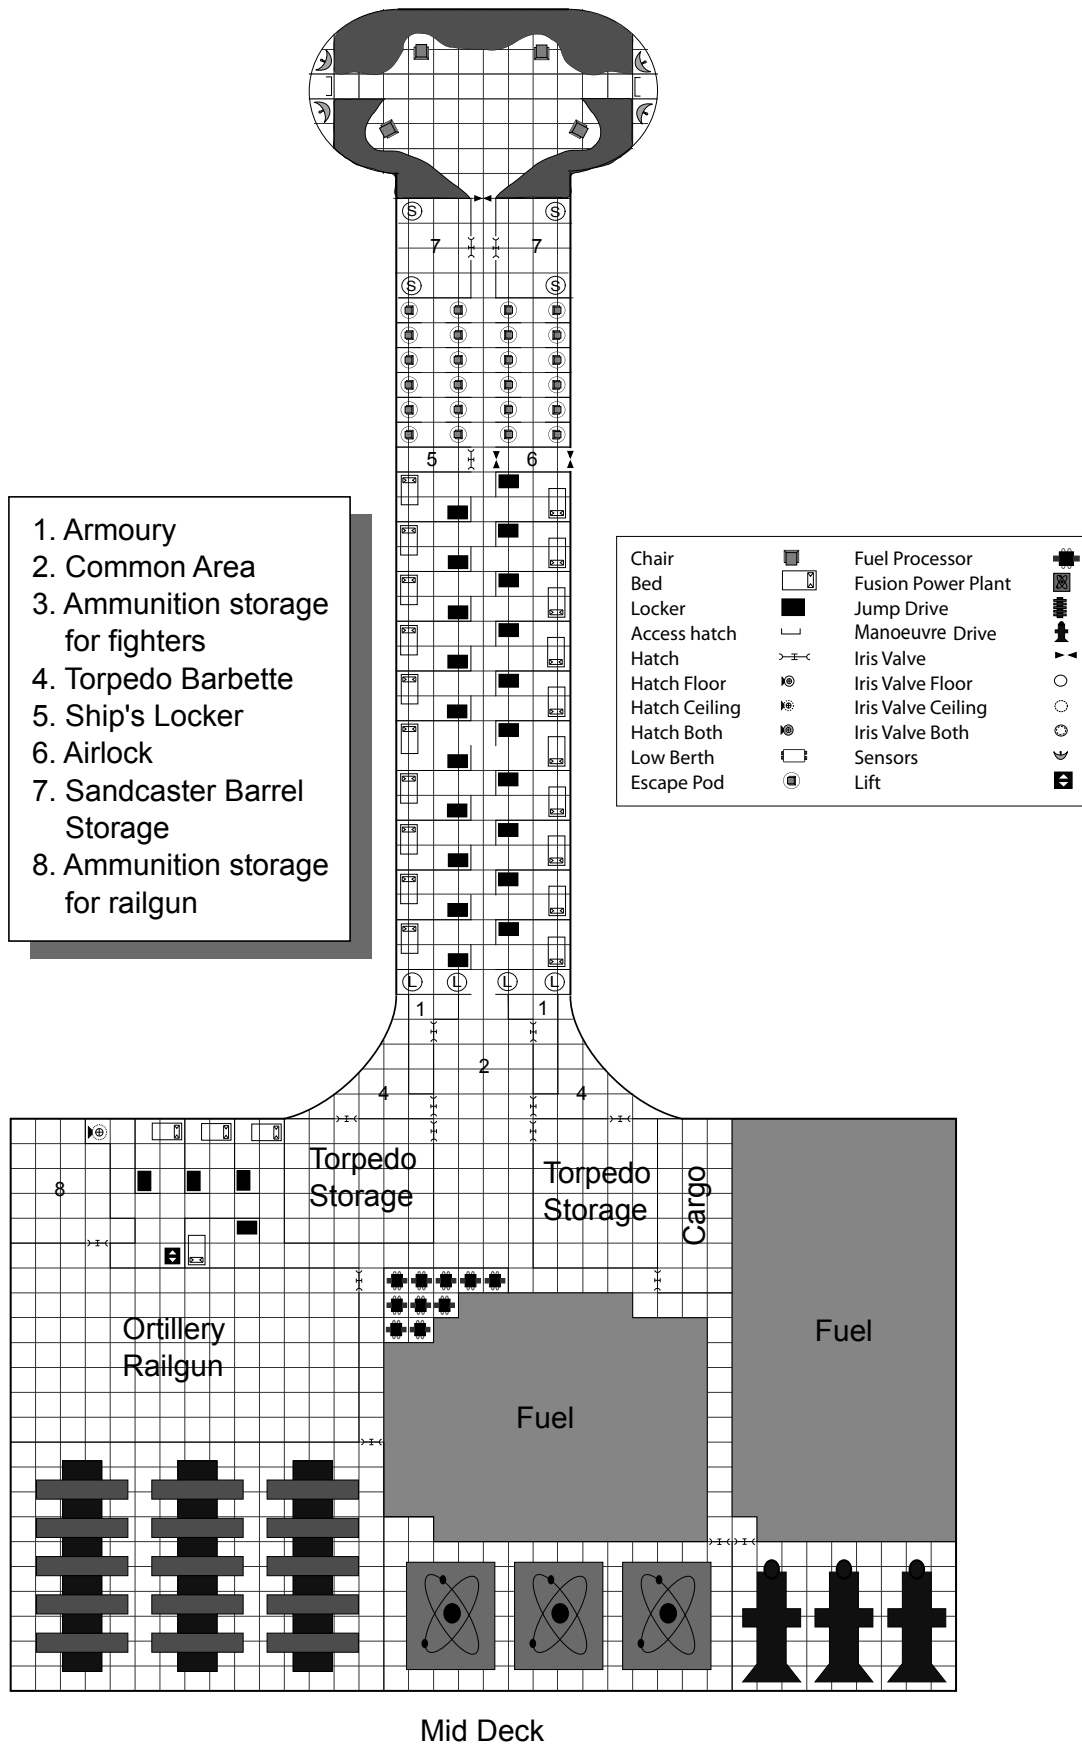 S
S
7
7
S
S
5
6
1. Armoury
2. Common Area
3. Ammunition storage
for fighters
4. Torpedo Barbette
5. Ship's Locker
6. Airlock
7. Sandcaster Barrel
Storage
8. Ammunition storage
for railgun
Chair
Bed
Locker
Access hatch
Hatch
Hatch Floor
Hatch Ceiling
Hatch Both
Low Berth
Escape Pod
Fuel Processor
Fusion Power Plant
Jump Drive
Manoeuvre Drive
Iris Valve
Iris Valve Floor
Iris Valve Ceiling
Iris Valve Both
Sensors
Lift
L
L
L
L
1
1
2
4
4
8
Torpedo
Storage
Torpedo
Storage
Cargo
Ortillery
Railgun
Fuel
Fuel
Mid Deck